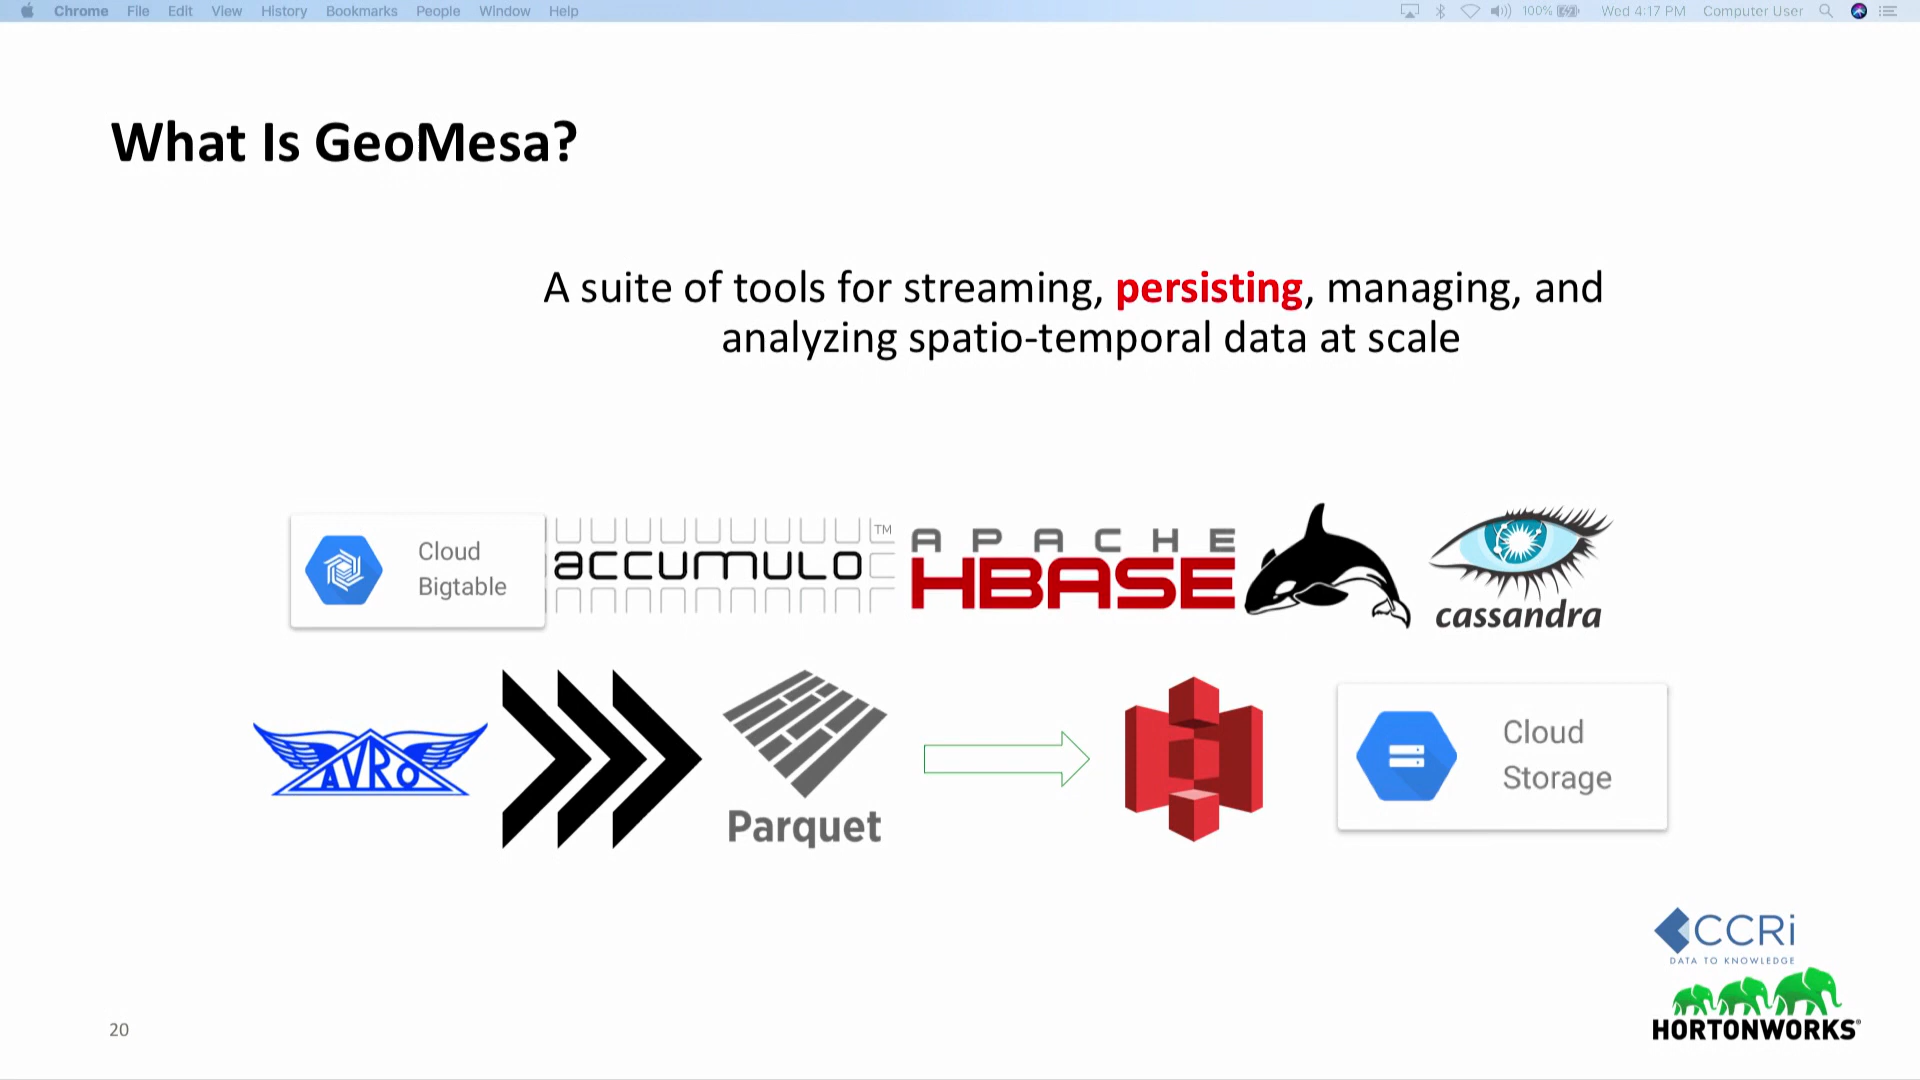 Chrome File Edit View History Bookmarks People Window Help 100% Wed 4:17 PM Computer User
What Is GeoMesa?
A suite of tools for streaming, persisting, managing, and
analyzing spatio-temporal data at scale
Cloud
Bigtable
accumulo TM
APACHE
HBASE
cassandra
AVRO
Parquet
Cloud
Storage
CCRi
DATA TO KNOWLEDGE
HORTONWORKS®
20